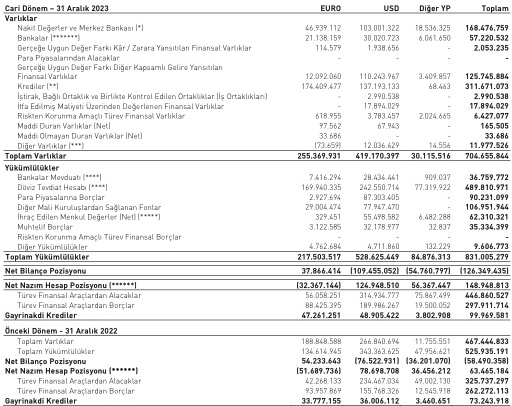 Cari Dönem – 31 Aralık 2023 EURO USD Diğer YP Toplam
Varlıklar
Nakit Değerler ve Merkez Bankası (*) 46.939.112 103.001.322 18.536.325 168.476.759
Bankalar (*******) 21.138.159 30.020.723 6.061.650 57.220.532
Gerçeğe Uygun Değer Farkı Kâr / Zarara Yansıtılan Finansal Varlıklar 114.579 1.938.656 - 2.053.235
Para Piyasalarından Alacaklar - - - -
Gerçeğe Uygun Değer Farkı Diğer Kapsamlı Gelire Yansıtılan
Finansal Varlıklar 12.092.060 110.243.967 3.409.857 125.745.884
Krediler (**) 174.409.477 137.193.133 68.463 311.671.073
İştirak, Bağlı Ortaklık ve Birlikte Kontrol Edilen Ortaklıklar (İş Ortaklıkları) - 2.990.538 - 2.990.538
İtfa Edilmiş Maliyeti Üzerinden Değerlenen Finansal Varlıklar - 17.894.029 - 17.894.029
Riskten Korunma Amaçlı Türev Finansal Varlıklar 618.955 3.783.457 2.024.665 6.427.077
Maddi Duran Varlıklar (Net) 97.562 67.943 - 165.505
Maddi Olmayan Duran Varlıklar (Net) 33.686 - - 33.686
Diğer Varlıklar (***) (73.659) 12.036.629 14.556 11.977.526
Toplam Varlıklar 255.369.931 419.170.397 30.115.516 704.655.844
Yükümlülükler
Bankalar Mevduatı (****) 7.416.294 28.434.441 909.037 36.759.772
Döviz Tevdiat Hesabı (****) 169.940.335 242.550.714 77.319.922 489.810.971
Para Piyasalarına Borçlar 2.927.694 87.303.405 - 90.231.099
Diğer Mali Kuruluşlardan Sağlanan Fonlar 29.004.474 77.947.470 - 106.951.944
İhraç Edilen Menkul Değerler (Net) (*****) 329.451 55.498.582 6.482.288 62.310.321
Muhtelif Borçlar 3.122.585 32.178.977 32.837 35.334.399
Riskten Korunma Amaçlı Türev Finansal Borçlar - - - -
Diğer Yükümlülükler 4.762.684 4.711.860 132.229 9.606.773
Toplam Yükümlülükler 217.503.517 528.625.449 84.876.313 831.005.279
Net Bilanço Pozisyonu 37.866.414 (109.455.052) (54.760.797) (126.349.435)
Net Nazım Hesap Pozisyonu (******) (32.367.144) 124.948.510 56.367.447 148.948.813
Türev Finansal Araçlardan Alacaklar 56.058.251 314.934.777 75.867.499 446.860.527
Türev Finansal Araçlardan Borçlar 88.425.395 189.986.267 19.500.052 297.911.714
Gayrinakdi Krediler 47.261.251 48.905.422 3.802.908 99.969.581
Önceki Dönem – 31 Aralık 2022
Toplam Varlıklar 188.848.588 266.840.694 11.755.551 467.444.833
Toplam Yükümlülükler 134.614.945 343.363.625 47.956.621 525.935.191
Net Bilanço Pozisyonu 54.233.643 (76.522.931) (36.201.070) (58.490.358)
Net Nazım Hesap Pozisyonu (******) (51.689.736) 78.698.708 36.456.212 63.465.184
Türev Finansal Araçlardan Alacaklar 42.268.133 234.467.034 49.002.130 325.737.297
Türev Finansal Araçlardan Borçlar 93.957.869 155.768.326 12.545.918 262.272.113
Gayrinakdi Krediler 33.777.155 36.006.112 3.460.651 73.243.918